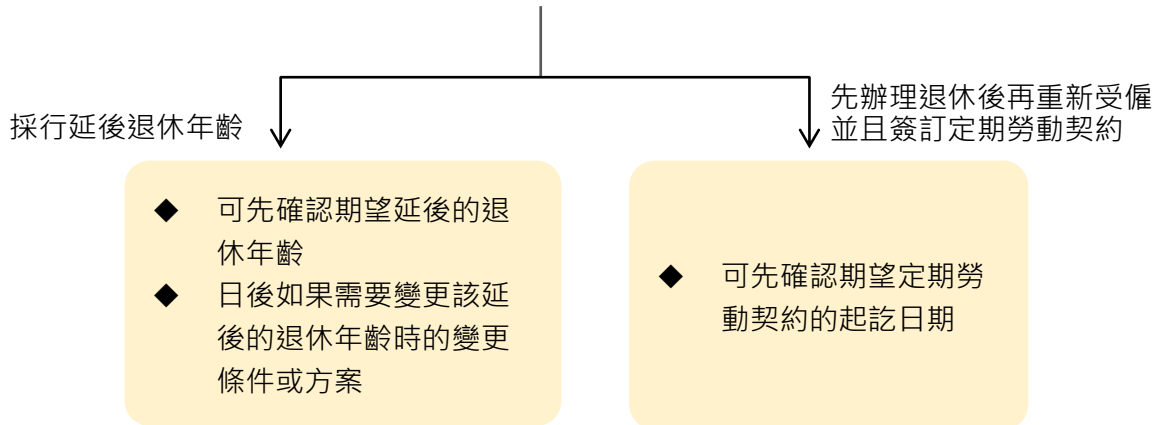 採行延後退休年齡
先辦理退休後再重新受僱
並且簽訂定期勞動契約
◆ 可先確認期望延後的退
休年齡
◆ 日後如果需要變更該延
後的退休年齡時的變更
條件或方案
◆ 可先確認期望定期勞
動契約的起訖日期